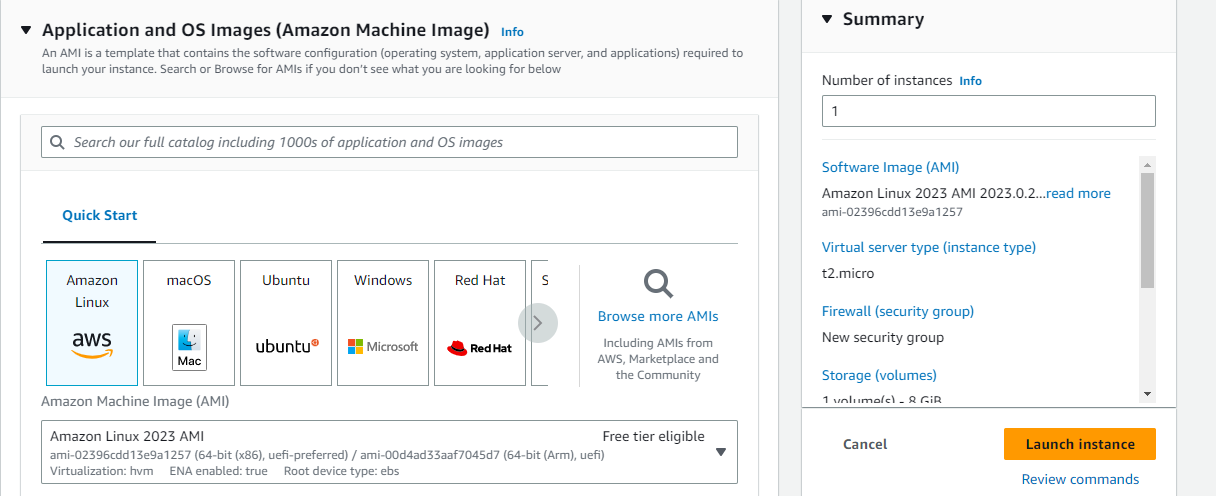 Application and OS Images (Amazon Machine Image) Info
An AMI is a template that contains the software configuration (operating system, application server, and applications) required to
launch your instance. Search or Browse for AMIs if you don't see what you are looking for below
Search our full catalog including 1000s of application and OS images
Quick Start
Amazon
Linux
aws
macOS
Mac
Ubuntu
ubuntu
Windows
Microsoft
Red Hat
Red Hat
S
Browse more AMIs
Including AMIs from
AWS, Marketplace and
the Community
Amazon Machine Image (AMI)
Amazon Linux 2023 AMI
Free tier eligible
ami-02396cdd13e9a1257 (64-bit (x86), uefi-preferred) / ami-00d4ad33aaf7045d7 (64-bit (Arm), uefi)
Virtualization: hvm ENA enabled: true Root device type: ebs
Summary
Number of instances Info
1
Software Image (AMI)
Amazon Linux 2023 AMI 2023.0.2...read more
ami-02396cdd13e9a1257
Virtual server type (instance type)
t2.micro
Firewall (security group)
New security group
Storage (volumes)
1 volume(s) - 8 GiB
Cancel
Launch instance
Review commands